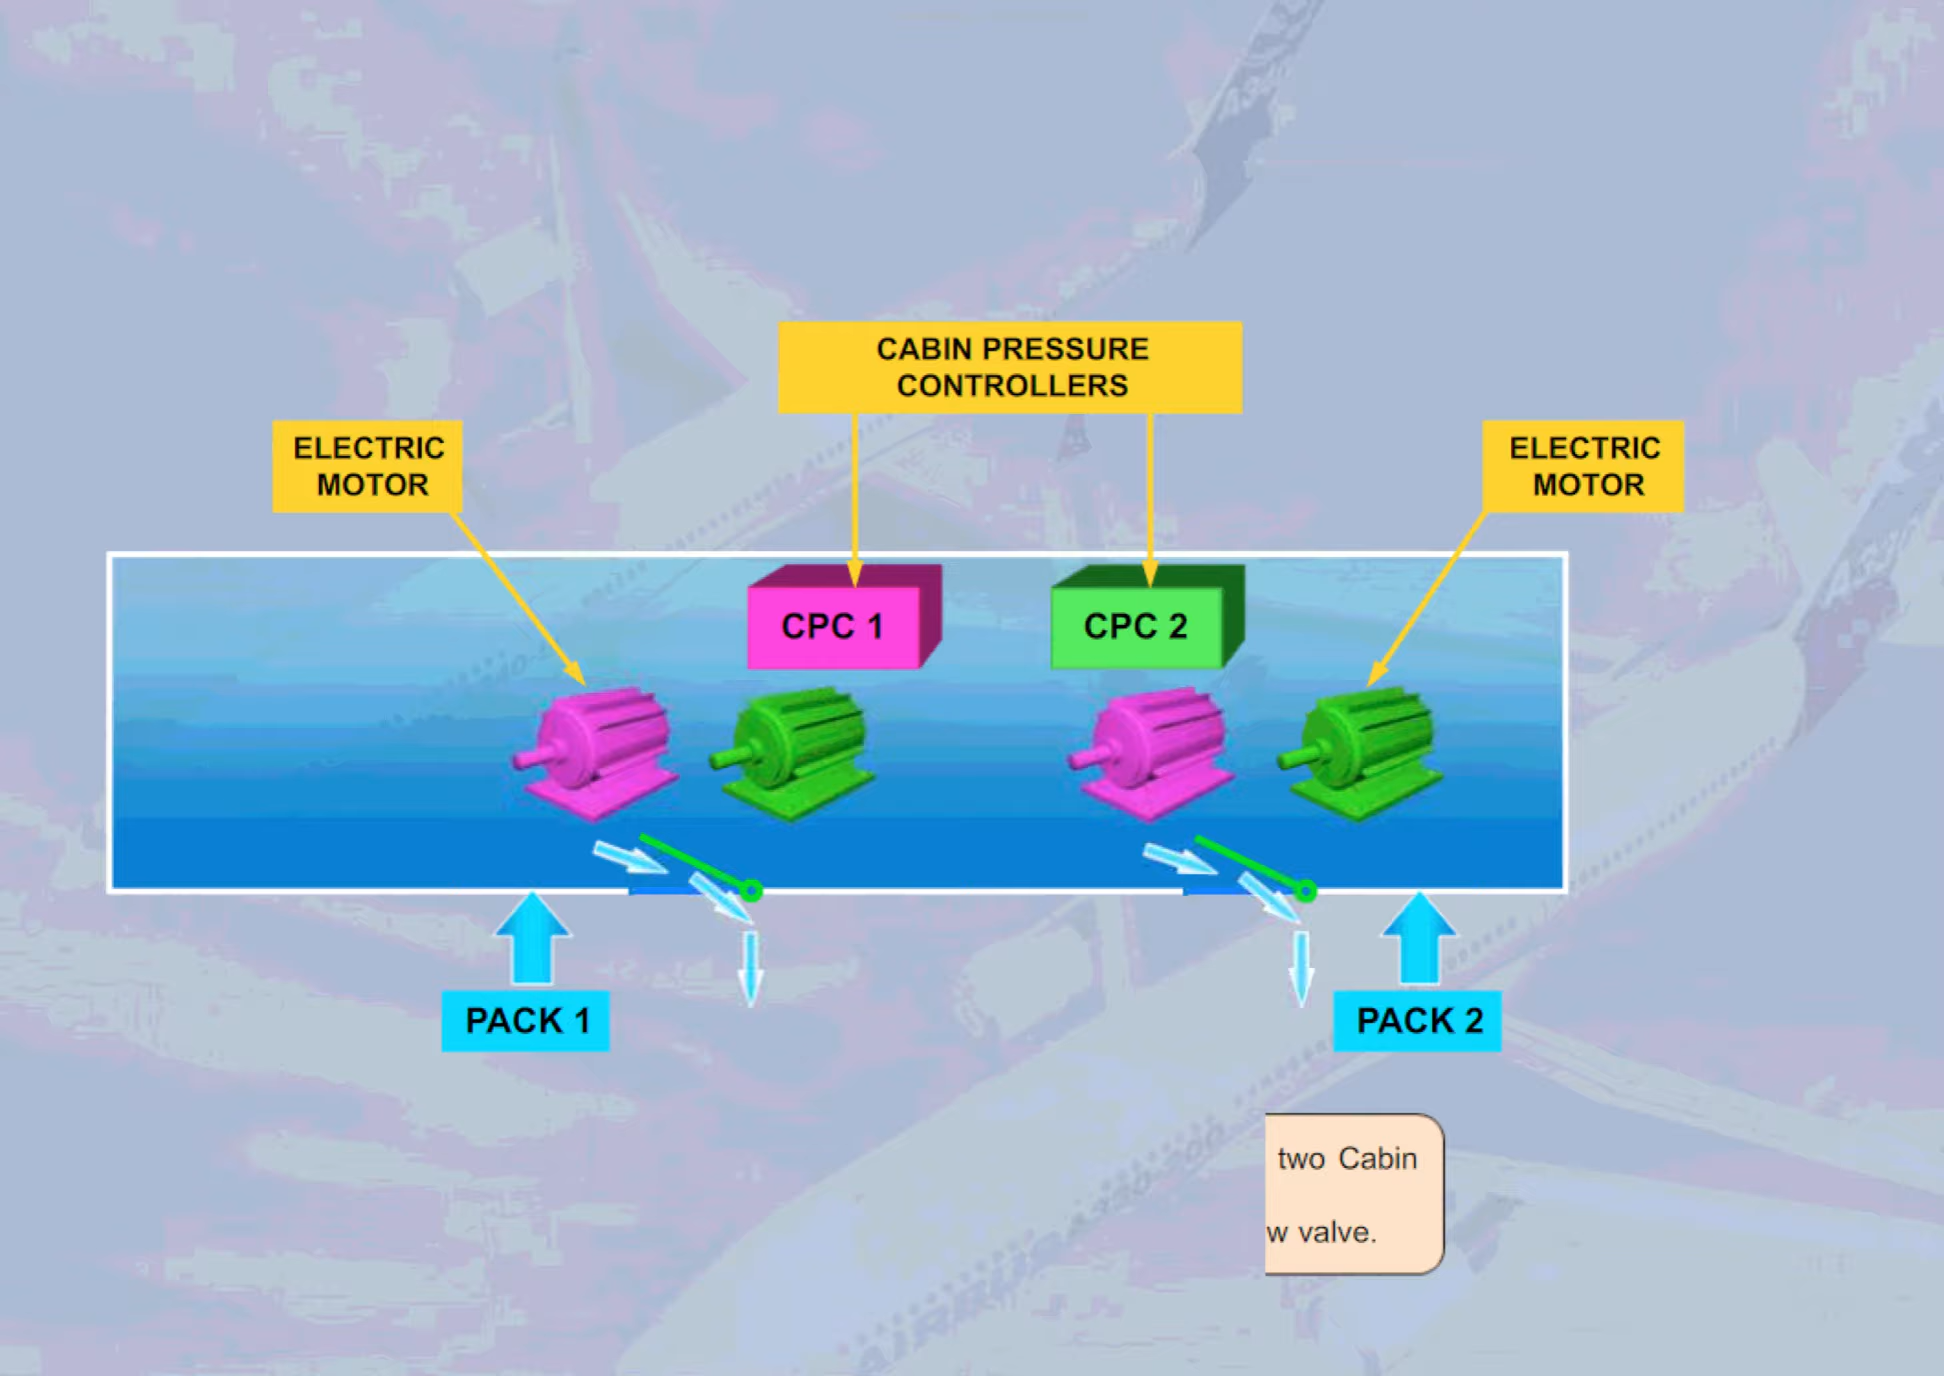 CABIN PRESSURE
CONTROLLERS
ELECTRIC
MOTOR
ELECTRIC
MOTOR
CPC 1
CPC 2
PACK 1
PACK 2
two Cabin
w valve.